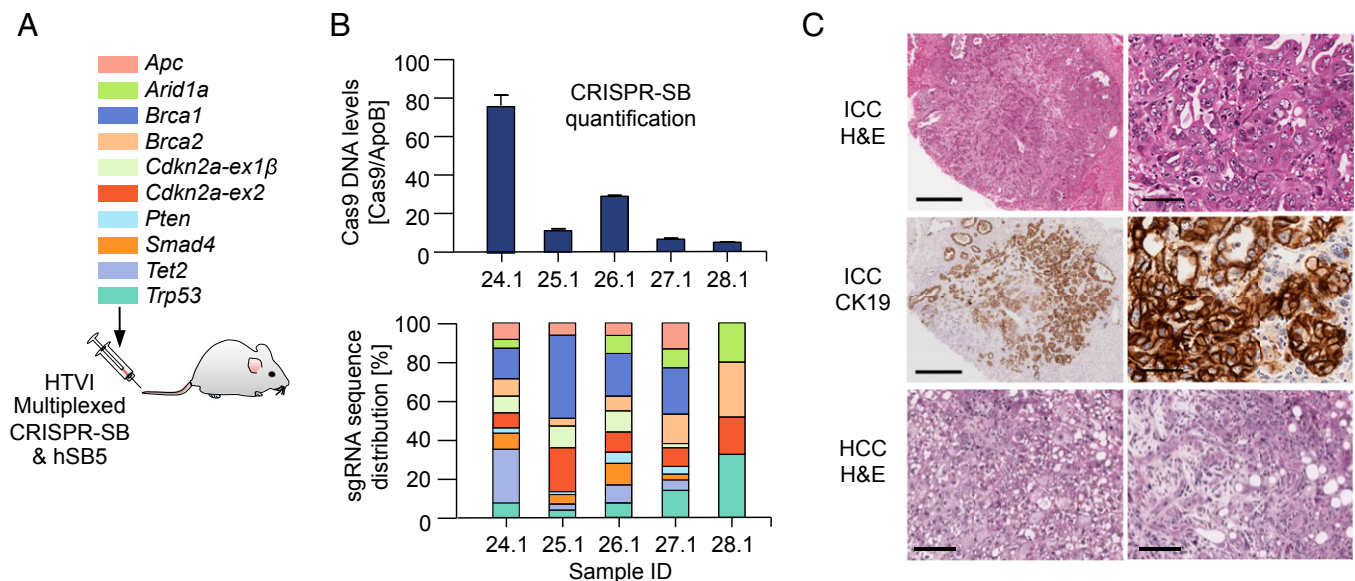 A
Apc
Arid1a
Brca1
Brca2
Cdkn2a-ex1β
Cdkn2a-ex2
Pten
Smad4
Tet2
Trp53
HTVI
Multiplexed
CRISPR-SB
& hSB5
B
Cas9 DNA levels
[Cas9/ApoB]
100
80
60
40
20
0
CRISPR-SB
quantification
24.1 25.1 26.1 27.1 28.1
sgRNA sequence
distribution [%]
100
80
60
40
20
0
24.1 25.1 26.1 27.1 28.1
Sample ID
C
ICC
H&E
ICC
CK19
HCC
H&E